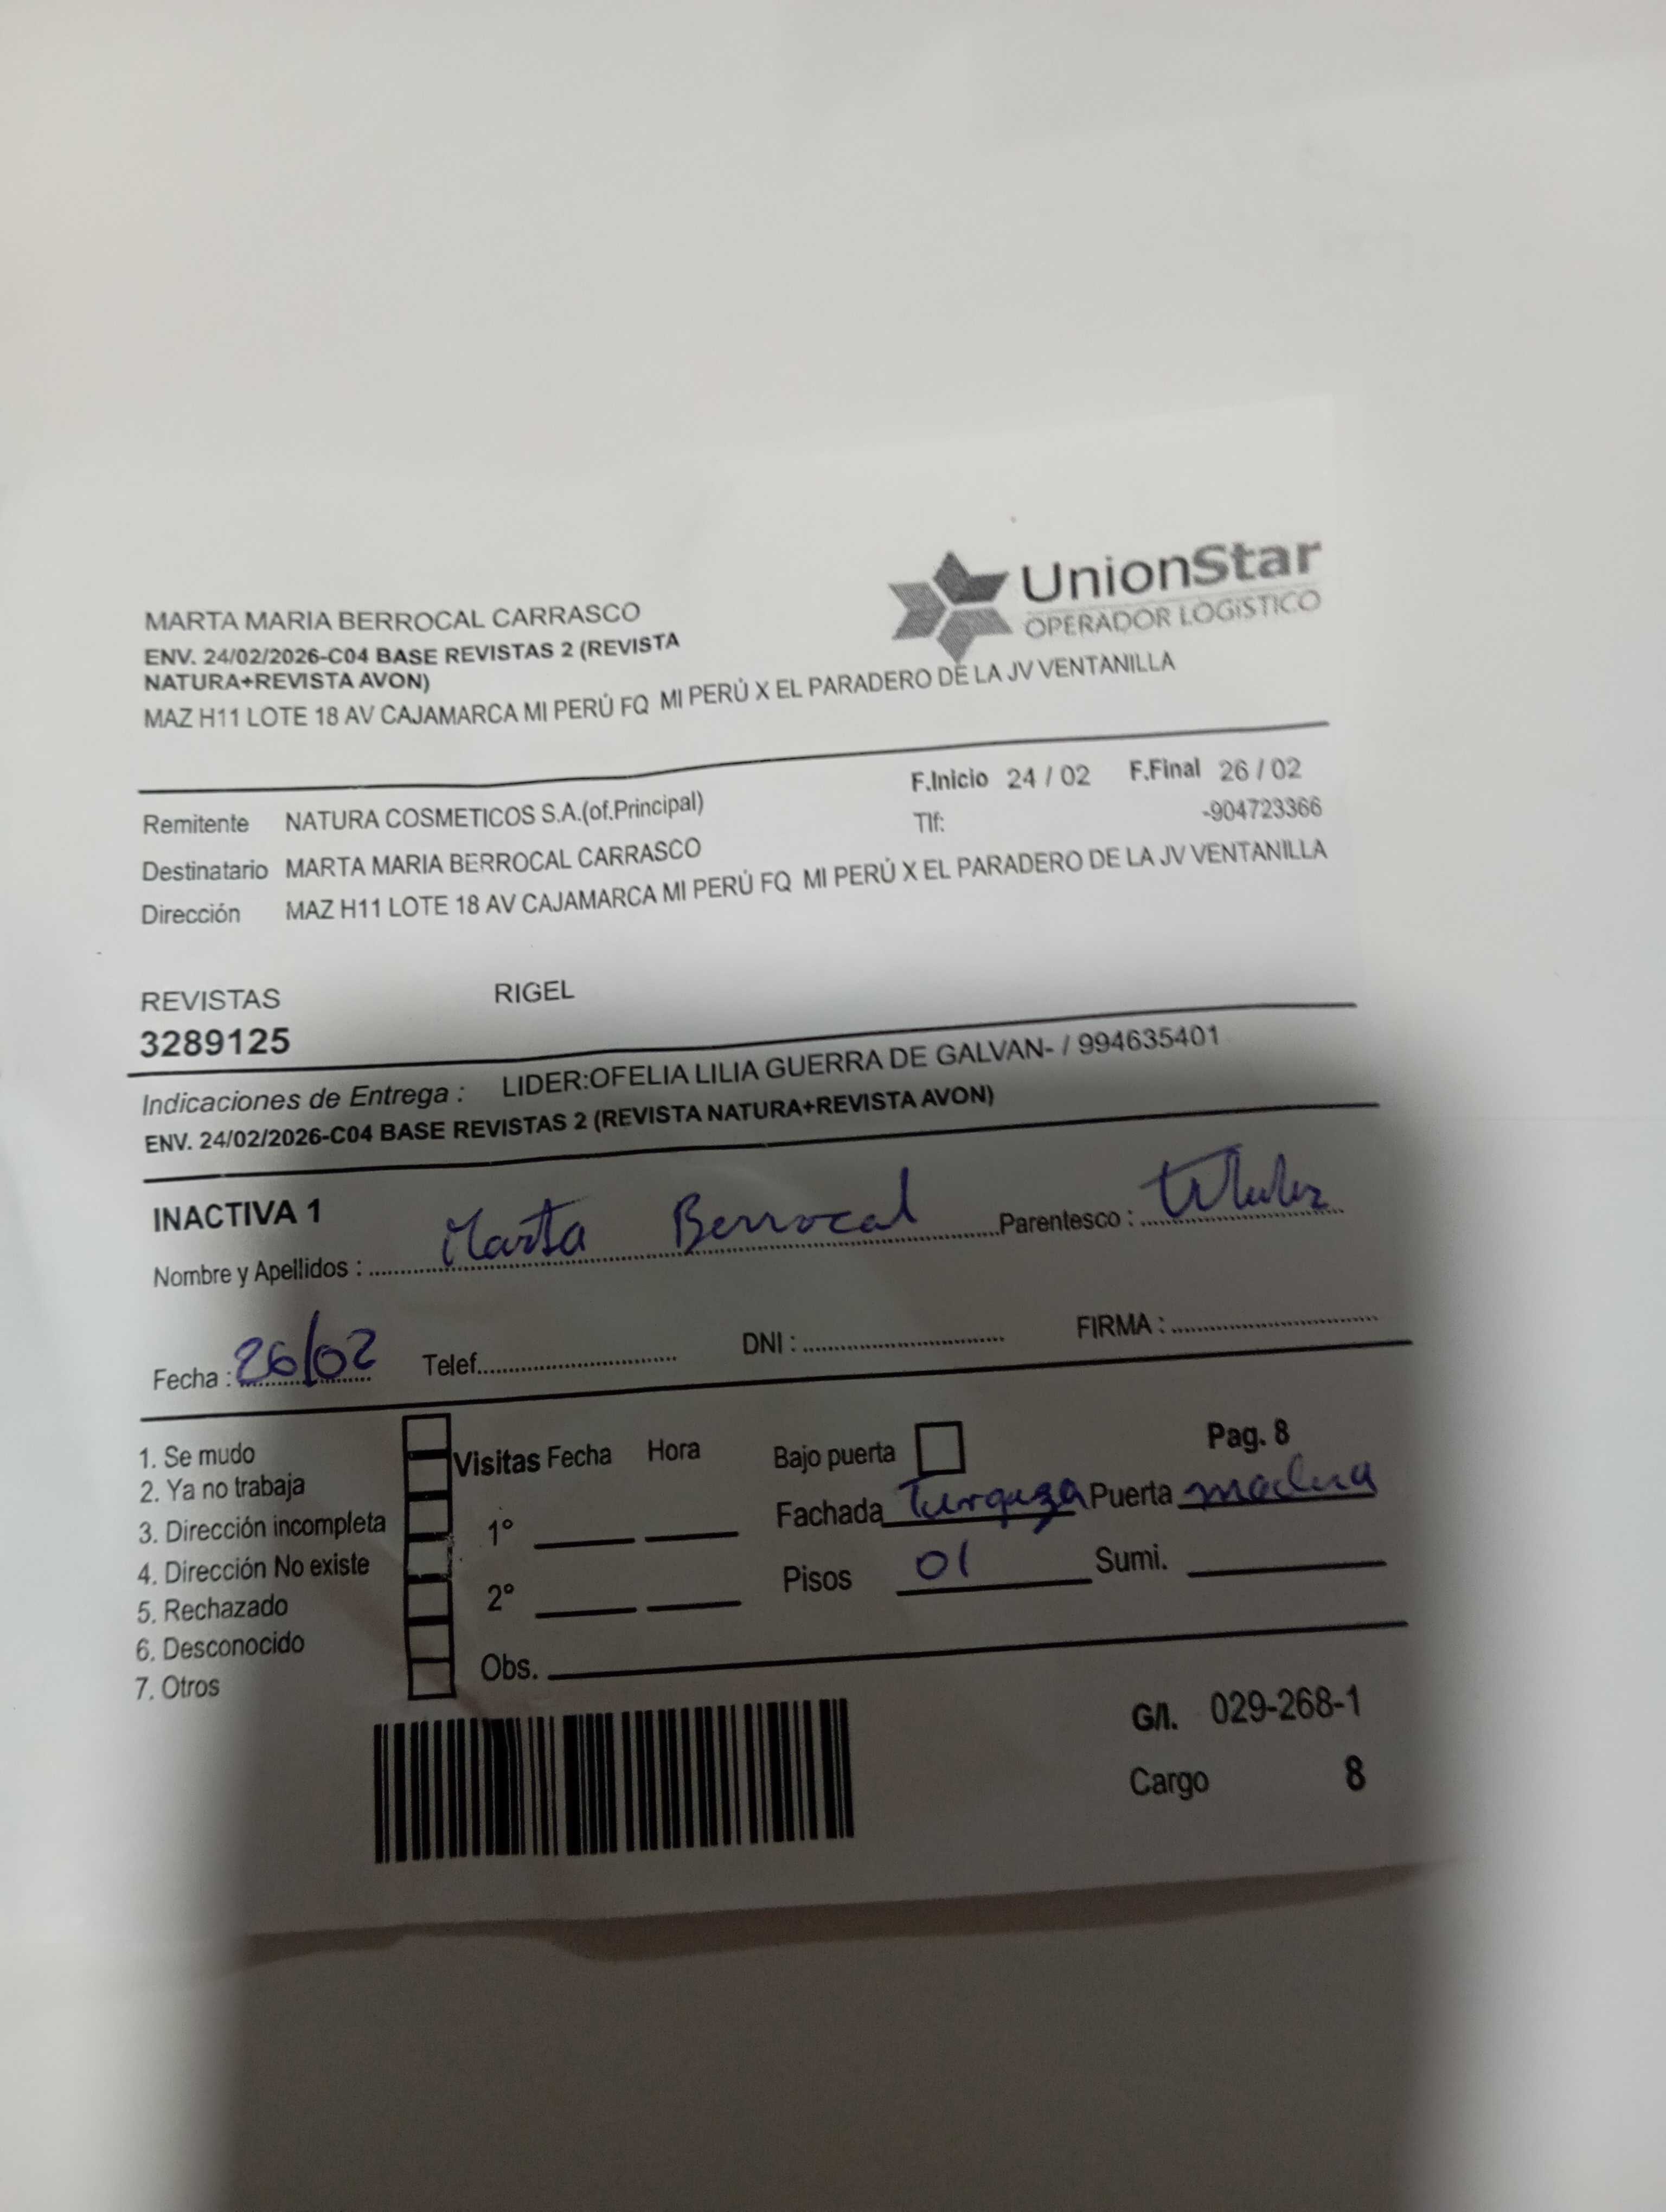 UnionStar
OPERADOR LOGÍSTICO
MARTA MARIA BERROCAL CARRASCO
ENV. 24/02/2026-C04 BASE REVISTAS 2 (REVISTA
NATURA+REVISTA AVON)
MAZ H11 LOTE 18 AV CAJAMARCA MI PERÚ FQ MI PERÚ X EL PARADERO DE LA JV VENTANILLA
F.Inicio 24 / 02 F.Final 26 / 02
Remitente NATURA COSMETICOS S.A.(of.Principal) Tlf: -904723366
Destinatario MARTA MARIA BERROCAL CARRASCO
Dirección MAZ H11 LOTE 18 AV CAJAMARCA MI PERÚ FQ MI PERÚ X EL PARADERO DE LA JV VENTANILLA
REVISTAS RIGEL
3289125
Indicaciones de Entrega : LIDER:OFELIA LILIA GUERRA DE GALVAN- / 994635401
ENV. 24/02/2026-C04 BASE REVISTAS 2 (REVISTA NATURA+REVISTA AVON)
INACTIVA 1
Nombre y Apellidos : Marta Berrocal Parentesco : titular
Fecha : 26/02 Telef. DNI : FIRMA :
1. Se mudo
2. Ya no trabaja
3. Dirección incompleta
4. Dirección No existe
5. Rechazado
6. Desconocido
7. Otros
Visitas Fecha Hora
1°
2°
Obs.
Bajo puerta Pag. 8
Fachada Turqueza Puerta madera
Pisos 01 Sumi.
G/I. 029-268-1
Cargo 8